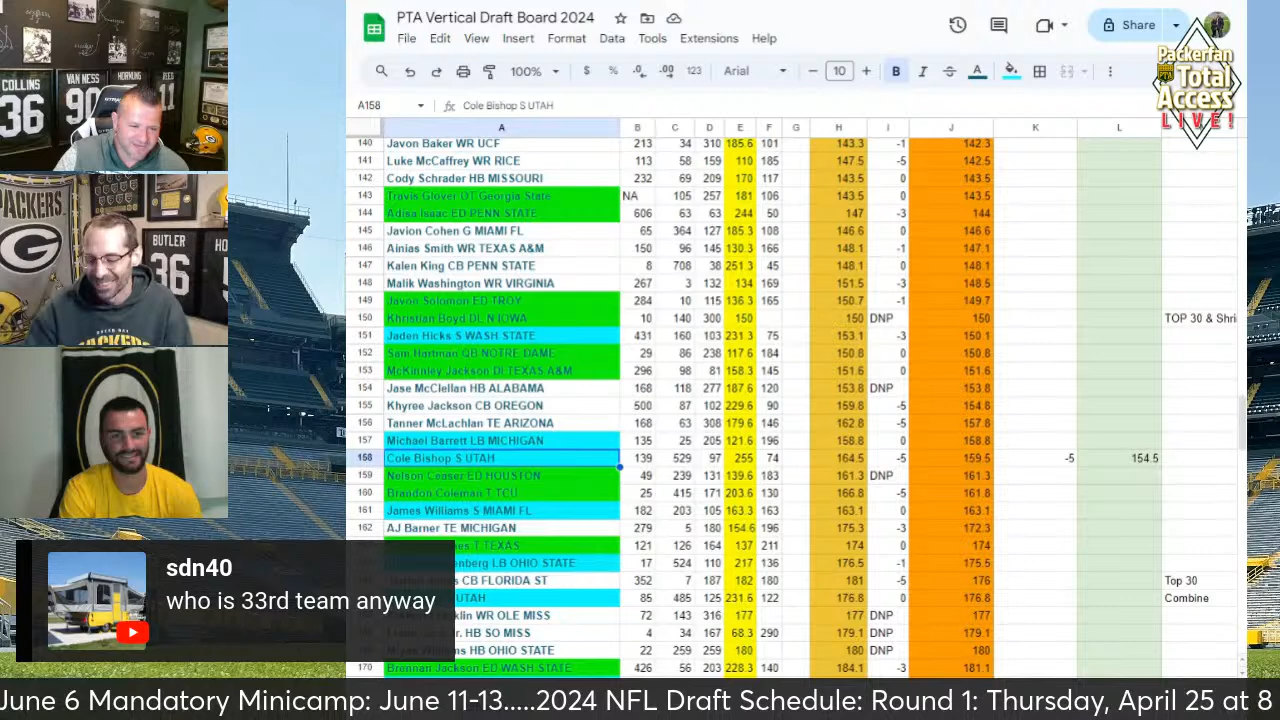 PTA Vertical Draft Board 2024
File Edit View Insert Format Data Tools Extensions Help
Share
100% $ % .0 .00 123 Arial 10 B I S A
A158 fx Cole Bishop S UTAH
Packerfan
Total
Access
LIVE!
COLLINS VAN NESS HORNUNG
36 90
PACKERS
G
BUTLER
36
PACKERS
A B C D E F G H I J K L
140 Javon Baker WR UCF 213 34 310 185.6 101 143.3 -1 142.3
141 Luke McCaffrey WR RICE 113 58 159 110 185 147.5 -5 142.5
142 Cody Schrader HB MISSOURI 232 69 209 170 117 143.5 0 143.5
143 Travis Glover OT Georgia State NA 105 257 181 106 143.5 0 143.5
144 Adisa Isaac ED PENN STATE 606 63 63 244 50 147 -3 144
145 Javion Cohen G MIAMI FL 65 364 127 185.3 108 146.6 0 146.6
146 Ainias Smith WR TEXAS A&M 150 96 145 130.3 166 148.1 -1 147.1
147 Kalen King CB PENN STATE 8 708 38 251.3 45 148.1 0 148.1
148 Malik Washington WR VIRGINIA 267 3 132 134 169 151.5 -3 148.5
149 Javon Solomon ED TROY 284 10 115 136.3 165 150.7 -1 149.7
150 Khristian Boyd DL N IOWA 10 140 300 150 150 DNP 150 TOP 30 & Shri
151 Jaden Hicks S WASH STATE 431 160 103 231.3 75 153.1 -3 150.1
152 Sam Hartman QB NOTRE DAME 29 86 238 117.6 184 150.8 0 150.8
153 McKinnley Jackson DI TEXAS A&M 296 98 81 158.3 145 151.6 0 151.6
154 Jase McClellan HB ALABAMA 168 118 277 187.6 120 153.8 DNP 153.8
155 Khyree Jackson CB OREGON 500 87 102 229.6 90 159.8 -5 154.8
156 Tanner McLachlan TE ARIZONA 168 63 308 179.6 146 162.8 -5 157.8
157 Michael Barrett LB MICHIGAN 135 25 205 121.6 196 158.8 0 158.8
158 Cole Bishop S UTAH 139 529 97 255 74 164.5 -5 159.5 -5 154.5
159 Nelson Ceaser ED HOUSTON 49 239 131 139.6 183 161.3 DNP 161.3
160 Brandon Coleman T TCU 25 415 171 203.6 130 166.8 -5 161.8
161 James Williams S MIAMI FL 182 203 105 163.3 163 163.1 0 163.1
162 AJ Barner TE MICHIGAN 279 5 180 154.6 196 175.3 -3 172.3
T TEXAS 121 126 164 137 211 174 0 174
LB OHIO STATE 17 524 110 217 136 176.5 -1 175.5
CB FLORIDA ST 352 7 187 182 180 181 -5 176 Top 30
UTAH 85 485 125 231.6 122 176.8 0 176.8 Combine
WR OLE MISS 72 143 316 177 177 DNP 177
HB SO MISS 4 34 167 68.3 290 179.1 DNP 179.1
HB OHIO STATE 22 259 259 180 180 DNP 180
170 Brennan Jackson ED WASH STATE 426 56 203 228.3 140 184.1 -3 181.1
sdn40
who is 33rd team anyway
June 6 Mandatory Minicamp: June 11-13.....2024 NFL Draft Schedule: Round 1: Thursday, April 25 at 8